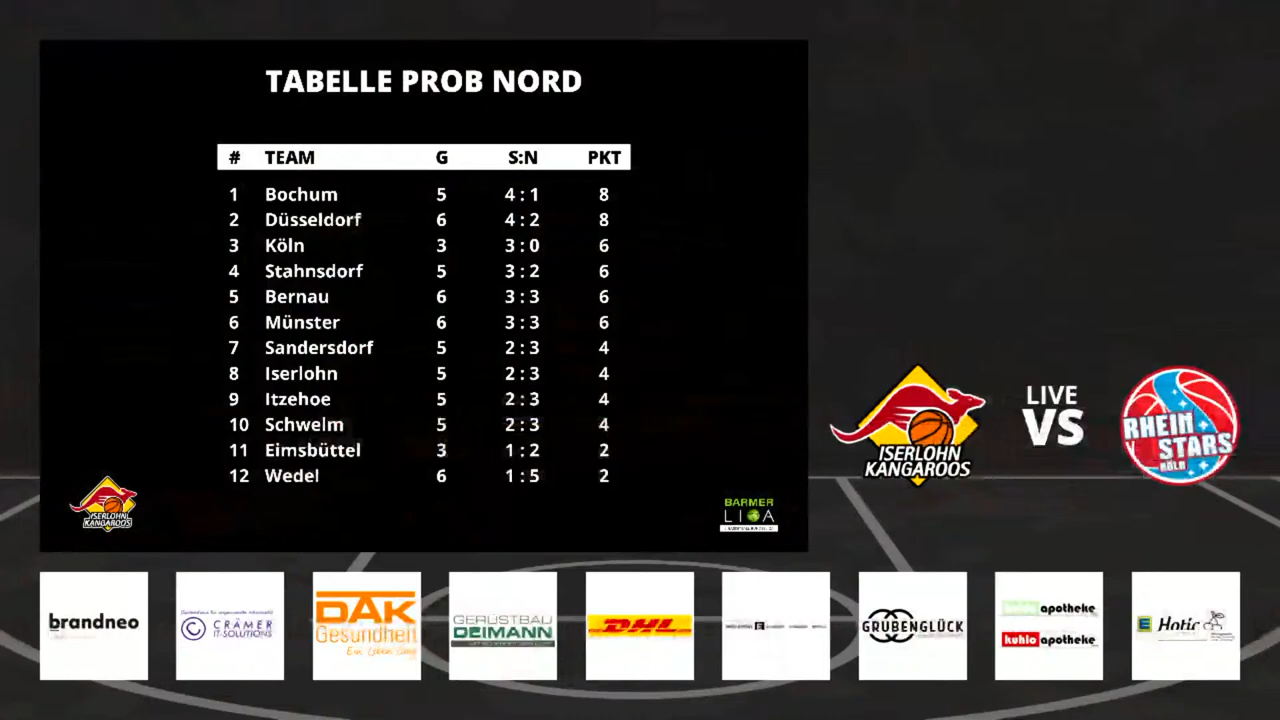 TABELLE PROB NORD
# TEAM G S:N PKT
1 Bochum 5 4 : 1 8
2 Düsseldorf 6 4 : 2 8
3 Köln 3 3 : 0 6
4 Stahnsdorf 5 3 : 2 6
5 Bernau 6 3 : 3 6
6 Münster 6 3 : 3 6
7 Sandersdorf 5 2 : 3 4
8 Iserlohn 5 2 : 3 4
9 Itzehoe 5 2 : 3 4
10 Schwelm 5 2 : 3 4
11 Eimsbüttel 3 1 : 2 2
12 Wedel 6 1 : 5 2
ISERLOHN
KANGAROOS
BARMER
LIGA
ISERLOHN
KANGAROOS
LIVE
VS
RHEIN
STARS
KÖLN
brandneo
CRÄMER
IT-SOLUTIONS
DAK
Gesundheit
Ein Leben lang
GERÜSTBAU
DEIMANN
DHL
E
GRÜBENGLÜCK
apotheke
kuhlo apotheke
E Hotic